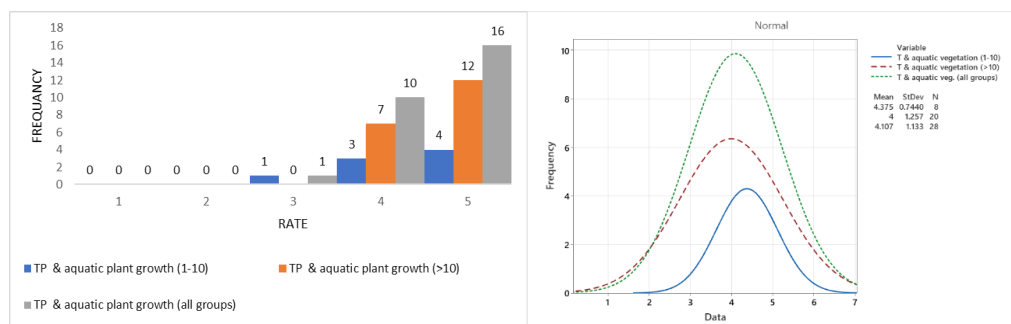 18
16
14
12
10
8
6
4
2
0
FREQUANCY
0 0 0 0 0 0 1 0 1 3 7 10 4 12 16
1 2 3 4 5
RATE
TP & aquatic plant growth (1-10)
TP & aquatic plant growth (>10)
TP & aquatic plant growth (all groups)
Normal
10
8
6
4
2
0
Frequency
1 2 3 4 5 6 7
Data
Variable
T & aquatic vegetation (1-10)
T & aquatic vegetation (>10)
T & aquatic veg. (all groups)
Mean StDev N
4.375 0.7440 8
4 1.257 20
4.107 1.133 28